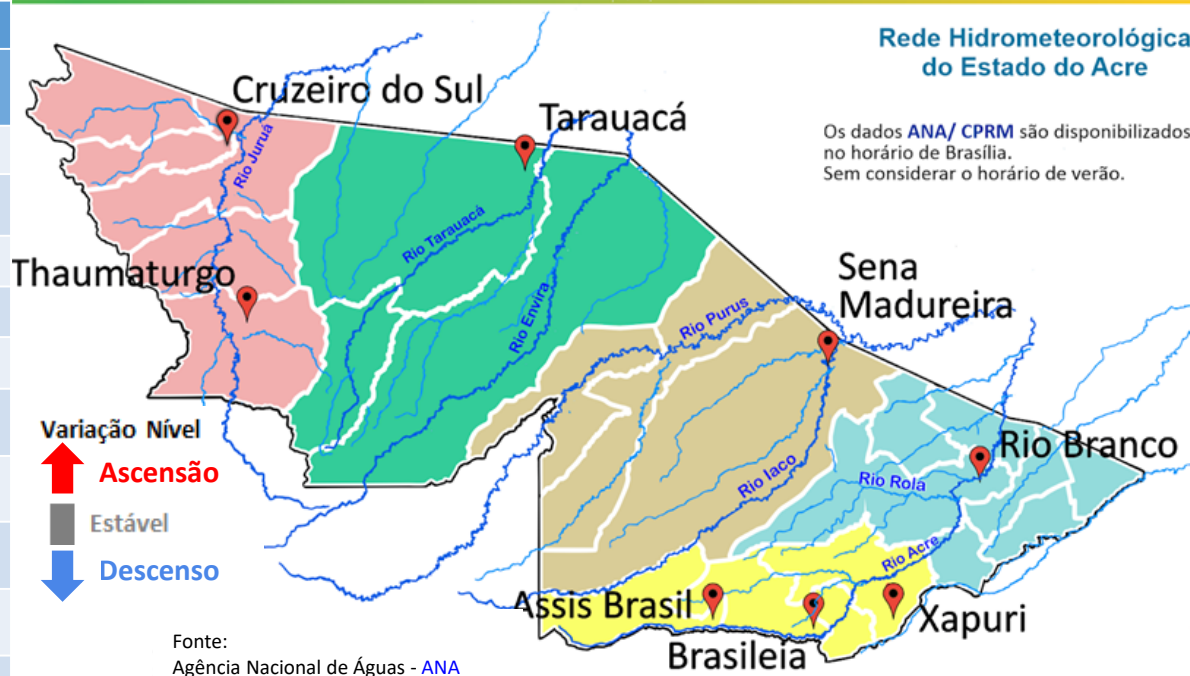 Rede Hidrometeorológica
do Estado do Acre
Os dados ANA/ CPRM são disponibilizados
no horário de Brasília.
Sem considerar o horário de verão.
Cruzeiro do Sul
Tarauacá
Rio Juruá
Rio Tarauacá
Thaumaturgo
Rio Envira
Sena
Madureira
Rio Purus
Variação Nível
Ascensão
Estável
Descenso
Rio Branco
Rio Iaco
Rio Rola
Rio Acre
Assis Brasil
Xapuri
Brasileia
Fonte:
Agência Nacional de Águas - ANA